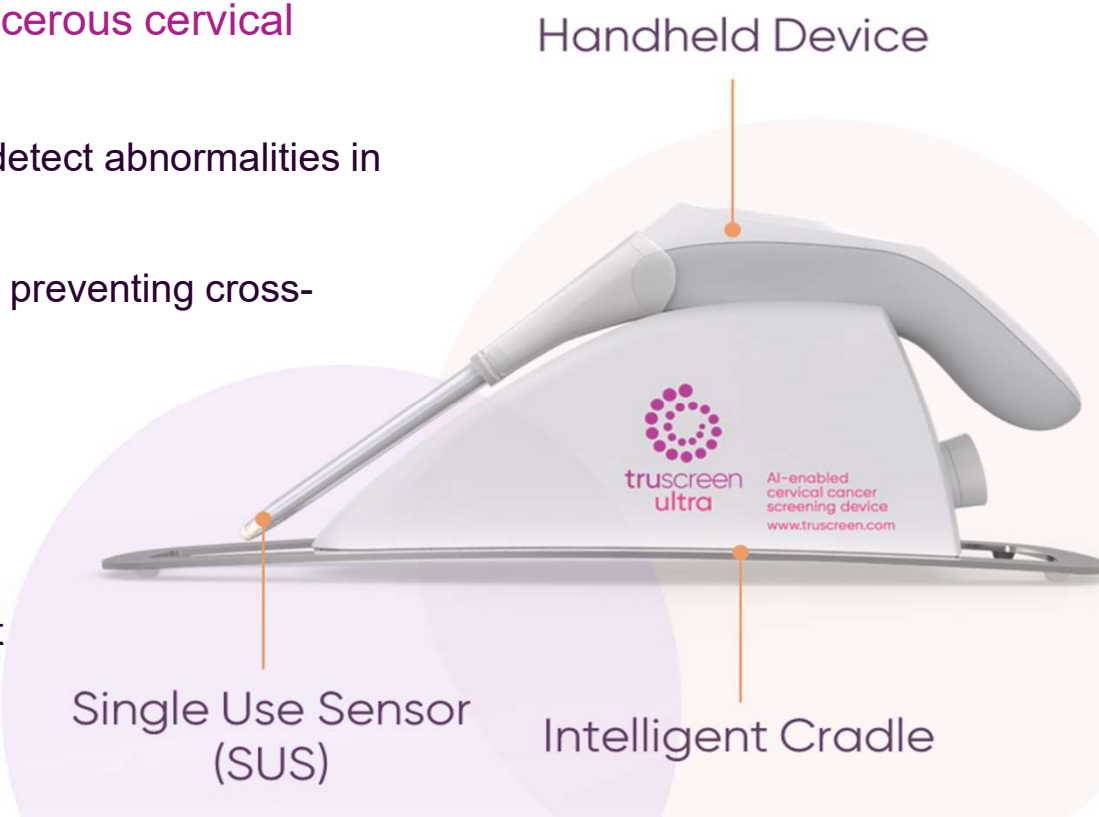 cerous cervical
Handheld Device
detect abnormalities in
preventing cross-
truscreen
ultra
AI-enabled
cervical cancer
screening device
www.truscreen.com
t
Single Use Sensor
(SUS)
Intelligent Cradle